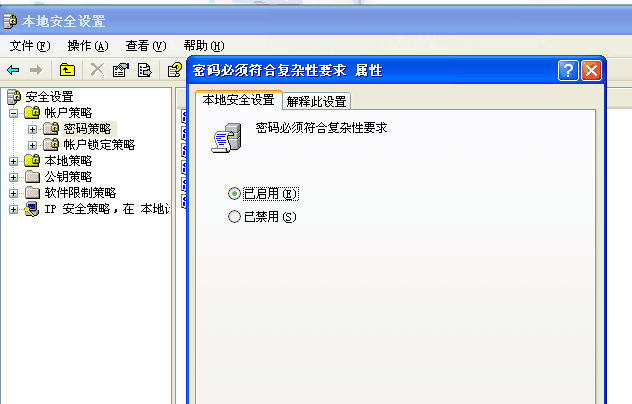 本地安全设置
文件(F) 操作(A) 查看(V) 帮助(H)
密码必须符合复杂性要求 属性
本地安全设置 解释此设置
安全设置
帐户策略
密码策略
帐户锁定策略
本地策略
公钥策略
软件限制策略
IP 安全策略，在 本地
密码必须符合复杂性要求
已启用(E)
已禁用(S)